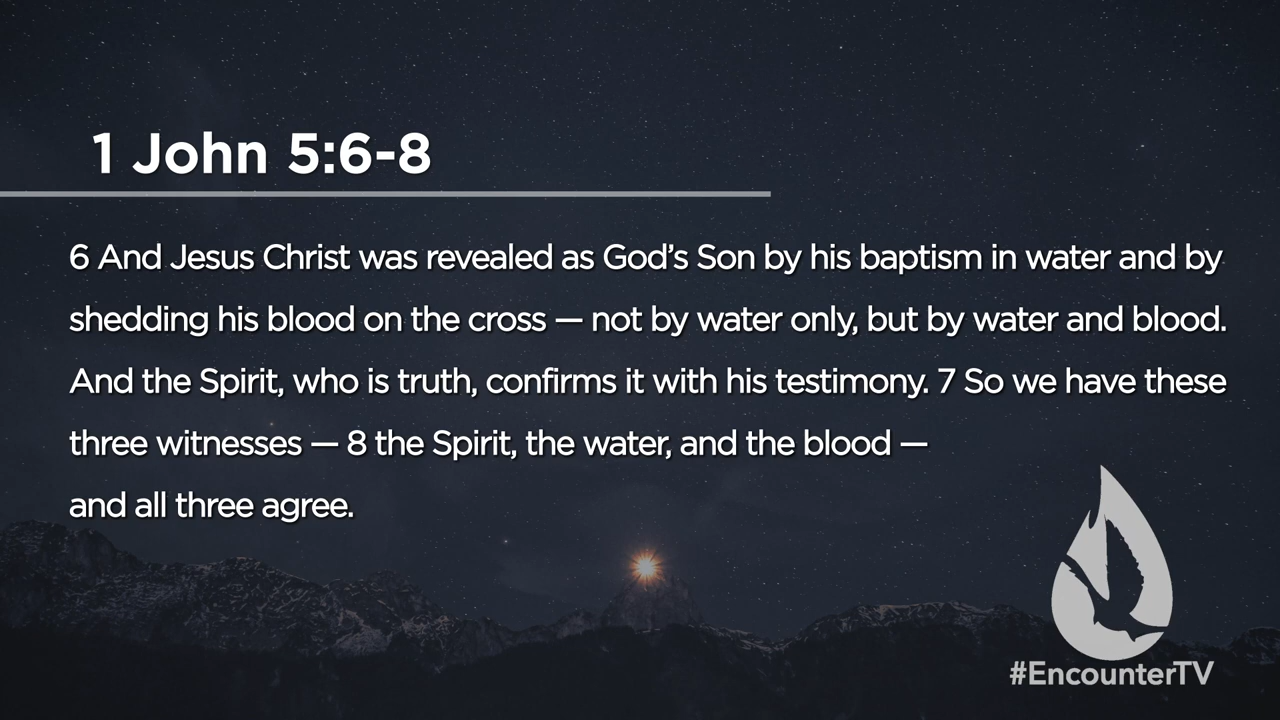 1 John 5:6-8
6 And Jesus Christ was revealed as God’s Son by his baptism in water and by
shedding his blood on the cross — not by water only, but by water and blood.
And the Spirit, who is truth, confirms it with his testimony. 7 So we have these
three witnesses — 8 the Spirit, the water, and the blood —
and all three agree.
#EncounterTV